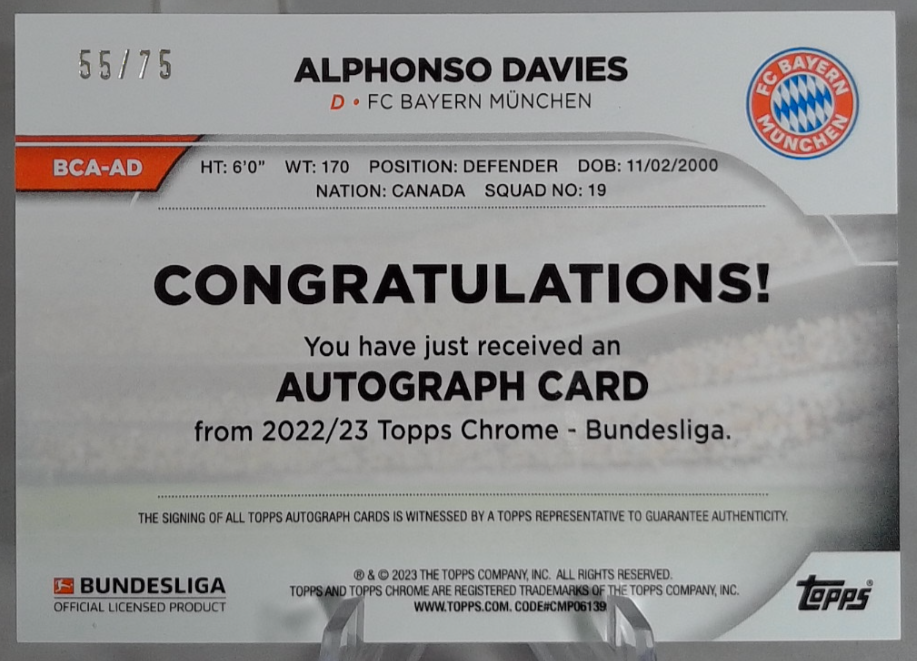 55/75
ALPHONSO DAVIES
D • FC BAYERN MÜNCHEN
FC BAYERN
MÜNCHEN
BCA-AD
HT: 6'0" WT: 170 POSITION: DEFENDER DOB: 11/02/2000
NATION: CANADA SQUAD NO: 19
CONGRATULATIONS!
You have just received an
AUTOGRAPH CARD
from 2022/23 Topps Chrome - Bundesliga.
THE SIGNING OF ALL TOPPS AUTOGRAPH CARDS IS WITNESSED BY A TOPPS REPRESENTATIVE TO GUARANTEE AUTHENTICITY.
BUNDESLIGA
OFFICIAL LICENSED PRODUCT
® & © 2023 THE TOPPS COMPANY, INC. ALL RIGHTS RESERVED.
TOPPS AND TOPPS CHROME ARE REGISTERED TRADEMARKS OF THE TOPPS COMPANY, INC.
WWW.TOPPS.COM. CODE#CMP06139
Topps®